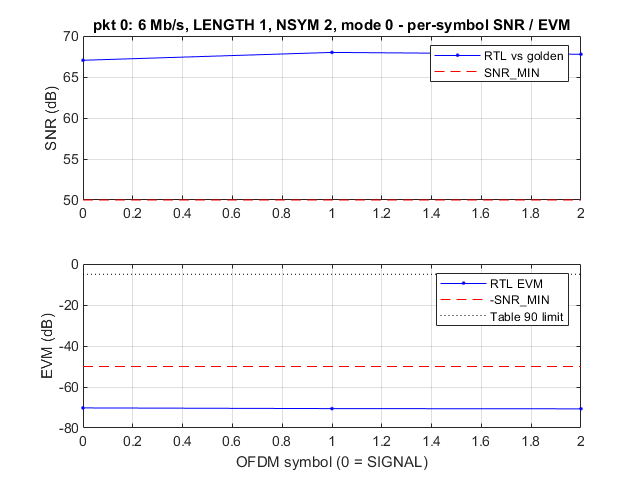 pkt 0: 6 Mb/s, LENGTH 1, NSYM 2, mode 0 - per-symbol SNR / EVM
70
65
60
55
50
SNR (dB)
RTL vs golden
SNR_MIN
0 0.2 0.4 0.6 0.8 1 1.2 1.4 1.6 1.8 2
0
-20
-40
-60
-80
EVM (dB)
RTL EVM
-SNR_MIN
Table 90 limit
0 0.2 0.4 0.6 0.8 1 1.2 1.4 1.6 1.8 2
OFDM symbol (0 = SIGNAL)